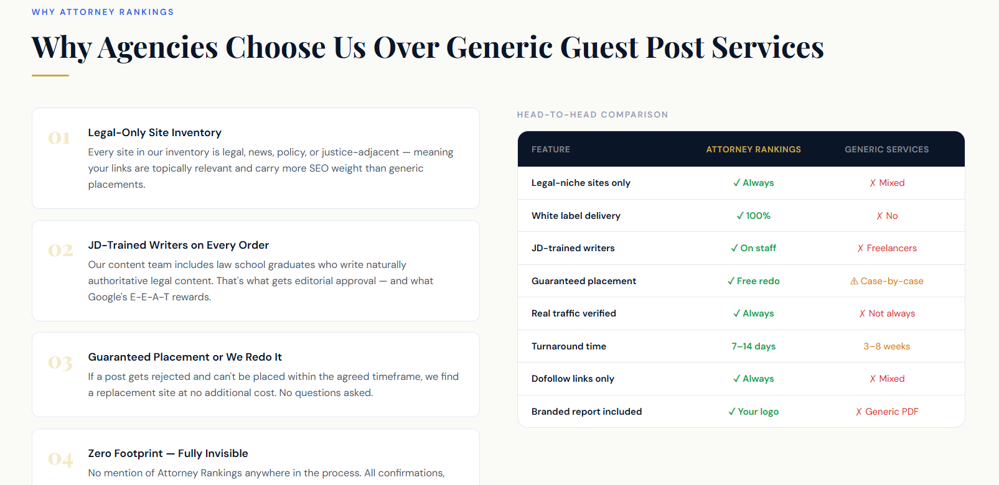 WHY ATTORNEY RANKINGS
Why Agencies Choose Us Over Generic Guest Post Services
01
Legal-Only Site Inventory
Every site in our inventory is legal, news, policy, or justice-adjacent — meaning
your links are topically relevant and carry more SEO weight than generic
placements.
02
JD-Trained Writers on Every Order
Our content team includes law school graduates who write naturally
authoritative legal content. That's what gets editorial approval — and what
Google's E-E-A-T rewards.
03
Guaranteed Placement or We Redo It
If a post gets rejected and can't be placed within the agreed timeframe, we find
a replacement site at no additional cost. No questions asked.
04
Zero Footprint — Fully Invisible
No mention of Attorney Rankings anywhere in the process. All confirmations,
HEAD-TO-HEAD COMPARISON
FEATURE ATTORNEY RANKINGS GENERIC SERVICES
Legal-niche sites only ✓ Always ✗ Mixed
White label delivery ✓ 100% ✗ No
JD-trained writers ✓ On staff ✗ Freelancers
Guaranteed placement ✓ Free redo ⚠ Case-by-case
Real traffic verified ✓ Always ✗ Not always
Turnaround time 7–14 days 3–8 weeks
Dofollow links only ✓ Always ✗ Mixed
Branded report included ✓ Your logo ✗ Generic PDF